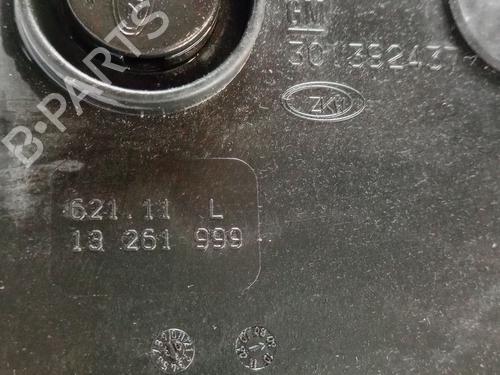 GM
301382437
ZKW
621.11 L
13 261 999
B-PARTS